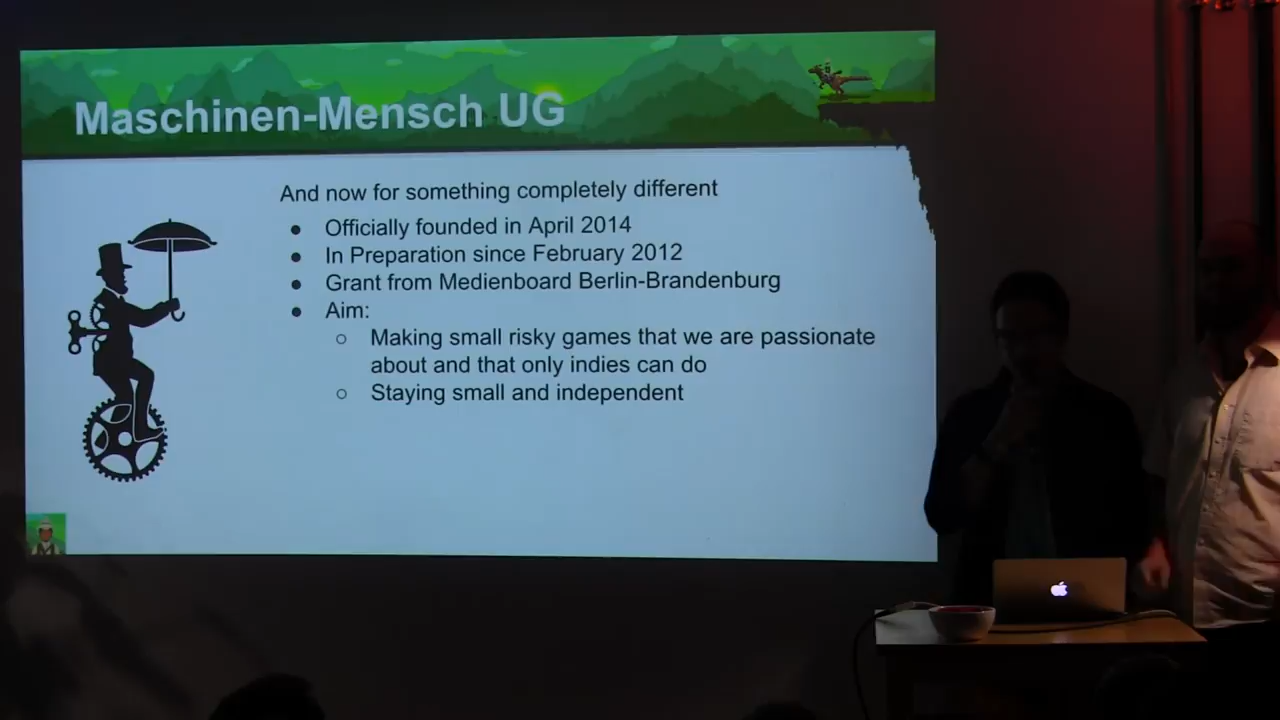 Maschinen-Mensch UG
And now for something completely different
Officially founded in April 2014
In Preparation since February 2012
Grant from Medienboard Berlin-Brandenburg
Aim:
Making small risky games that we are passionate
about and that only indies can do
Staying small and independent